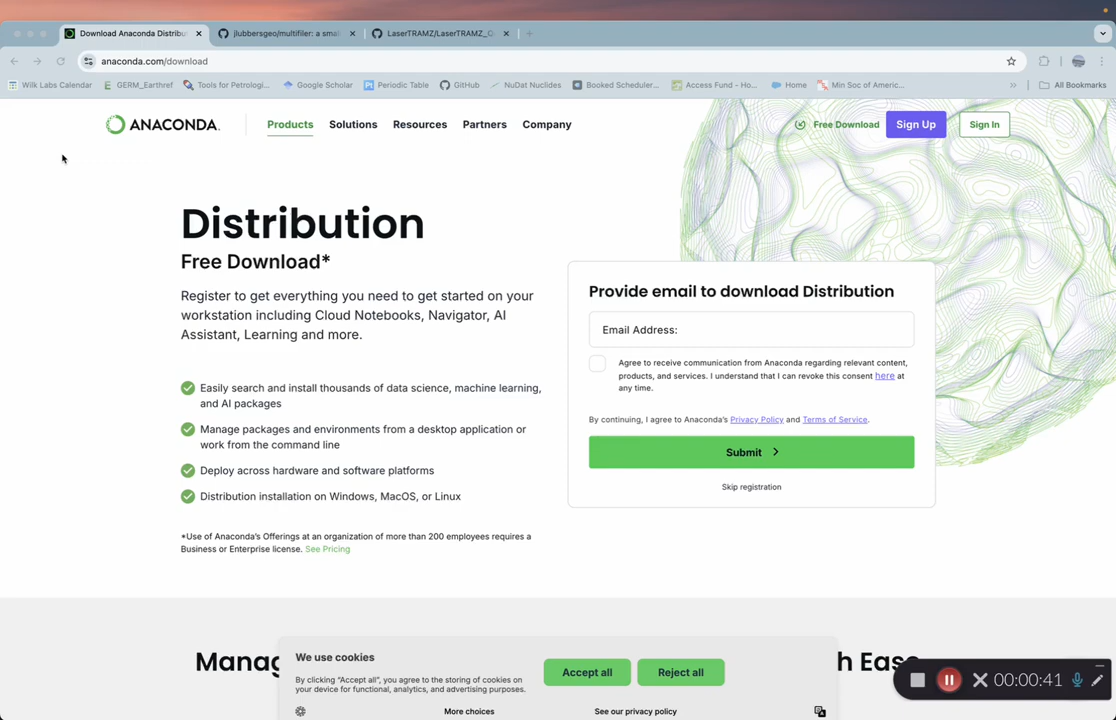 Download Anaconda Distribut
jlubbersgeo/multifiler: a smal
LaserTRAMZ/LaserTRAMZ_O
anaconda.com/download
Wilk Labs Calendar
GERM_Earthref
Tools for Petrologi...
Google Scholar
Periodic Table
GitHub
NuDat Nuclides
Booked Scheduler...
Access Fund - Ho...
Home
Min Soc of Americ...
»
All Bookmarks
ANACONDA.
Products
Solutions
Resources
Partners
Company
Free Download
Sign Up
Sign In
Distribution
Free Download*
Register to get everything you need to get started on your
workstation including Cloud Notebooks, Navigator, AI
Assistant, Learning and more.
Easily search and install thousands of data science, machine learning,
and AI packages
Manage packages and environments from a desktop application or
work from the command line
Deploy across hardware and software platforms
Distribution installation on Windows, MacOS, or Linux
*Use of Anaconda's Offerings at an organization of more than 200 employees requires a
Business or Enterprise license. See Pricing
Provide email to download Distribution
Email Address:
Agree to receive communication from Anaconda regarding relevant content,
products, and services. I understand that I can revoke this consent here at
any time.
By continuing, I agree to Anaconda's Privacy Policy and Terms of Service.
Submit
Skip registration
Manag
h Ease
We use cookies
By clicking "Accept all", you agree to the storing of cookies on
your device for functional, analytics, and advertising purposes.
Accept all
Reject all
More choices
See our privacy policy
00:00:41